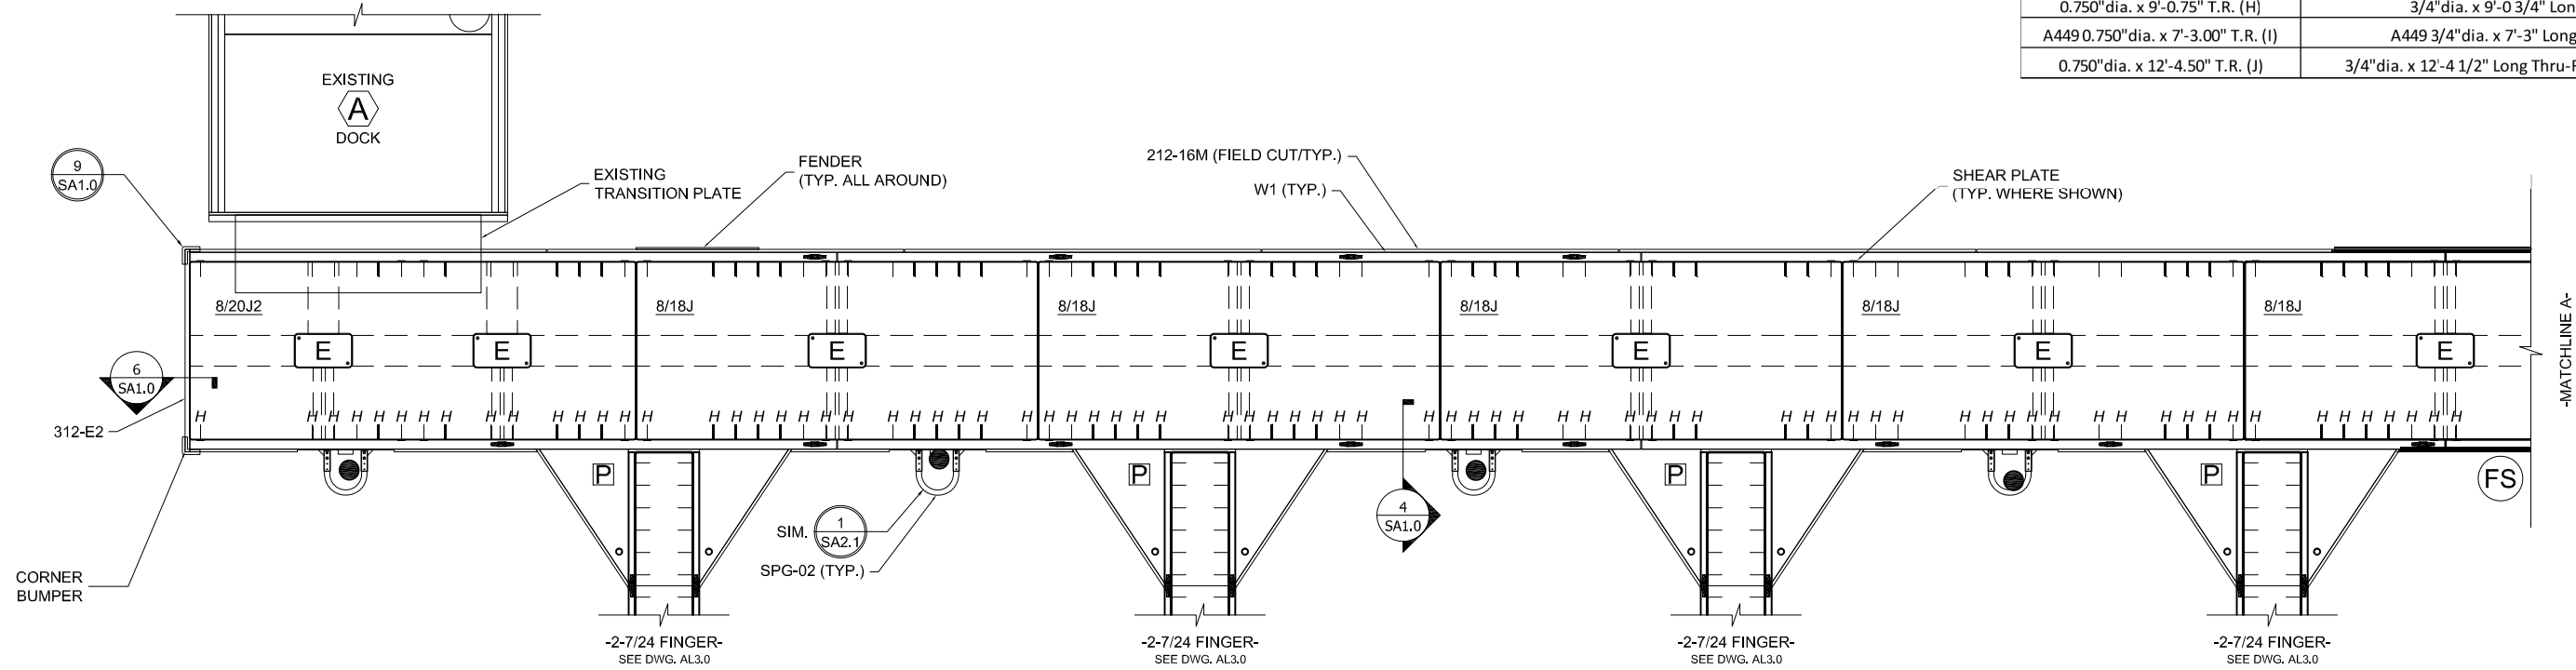 0.750"dia. x 9'-0.75" T.R. (H)
3/4"dia. x 9'-0 3/4" Lon
A449 0.750"dia. x 7'-3.00" T.R. (I)
A449 3/4"dia. x 7'-3" Long
0.750"dia. x 12'-4.50" T.R. (J)
3/4"dia. x 12'-4 1/2" Long Thru-R
EXISTING
A
DOCK
9
SA1.0
EXISTING
TRANSITION PLATE
FENDER
(TYP. ALL AROUND)
212-16M (FIELD CUT/TYP.)
W1 (TYP.)
SHEAR PLATE
(TYP. WHERE SHOWN)
8/20J2
8/18J
8/18J
8/18J
8/18J
8/18J
-MATCHLINE A-
E
E
E
E
E
E
E
6
SA1.0
312-E2
H H H H H H H H H H H H H H H H H H H H H H H H H H H H H H H H H H H H H H H H H H H H H H H H H H H H H H H H H H H H H H H H H H H H H H H H H H
P
P
P
P
FS
4
SA1.0
SIM.
1
SA2.1
SPG-02 (TYP.)
CORNER
BUMPER
-2-7/24 FINGER-
SEE DWG. AL3.0
-2-7/24 FINGER-
SEE DWG. AL3.0
-2-7/24 FINGER-
SEE DWG. AL3.0
-2-7/24 FINGER-
SEE DWG. AL3.0